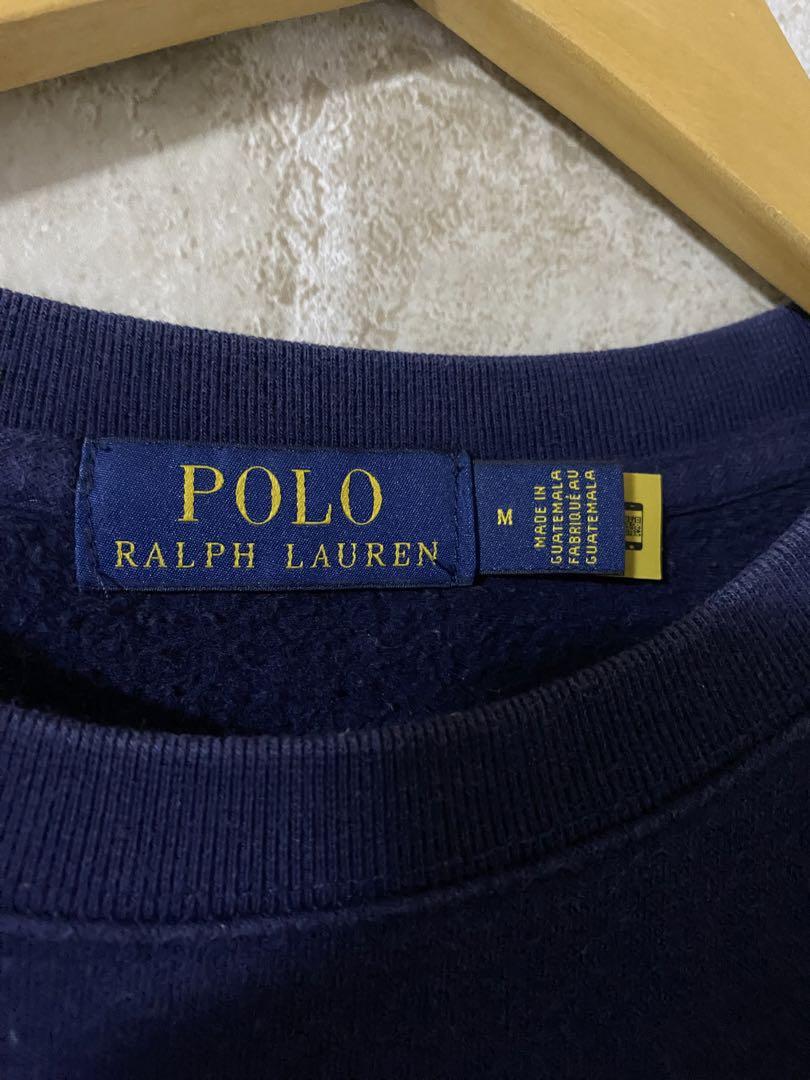 POLO
RALPH LAUREN
M
MADE IN
GUATEMALA
FABRIQUÉ AU
GUATEMALA